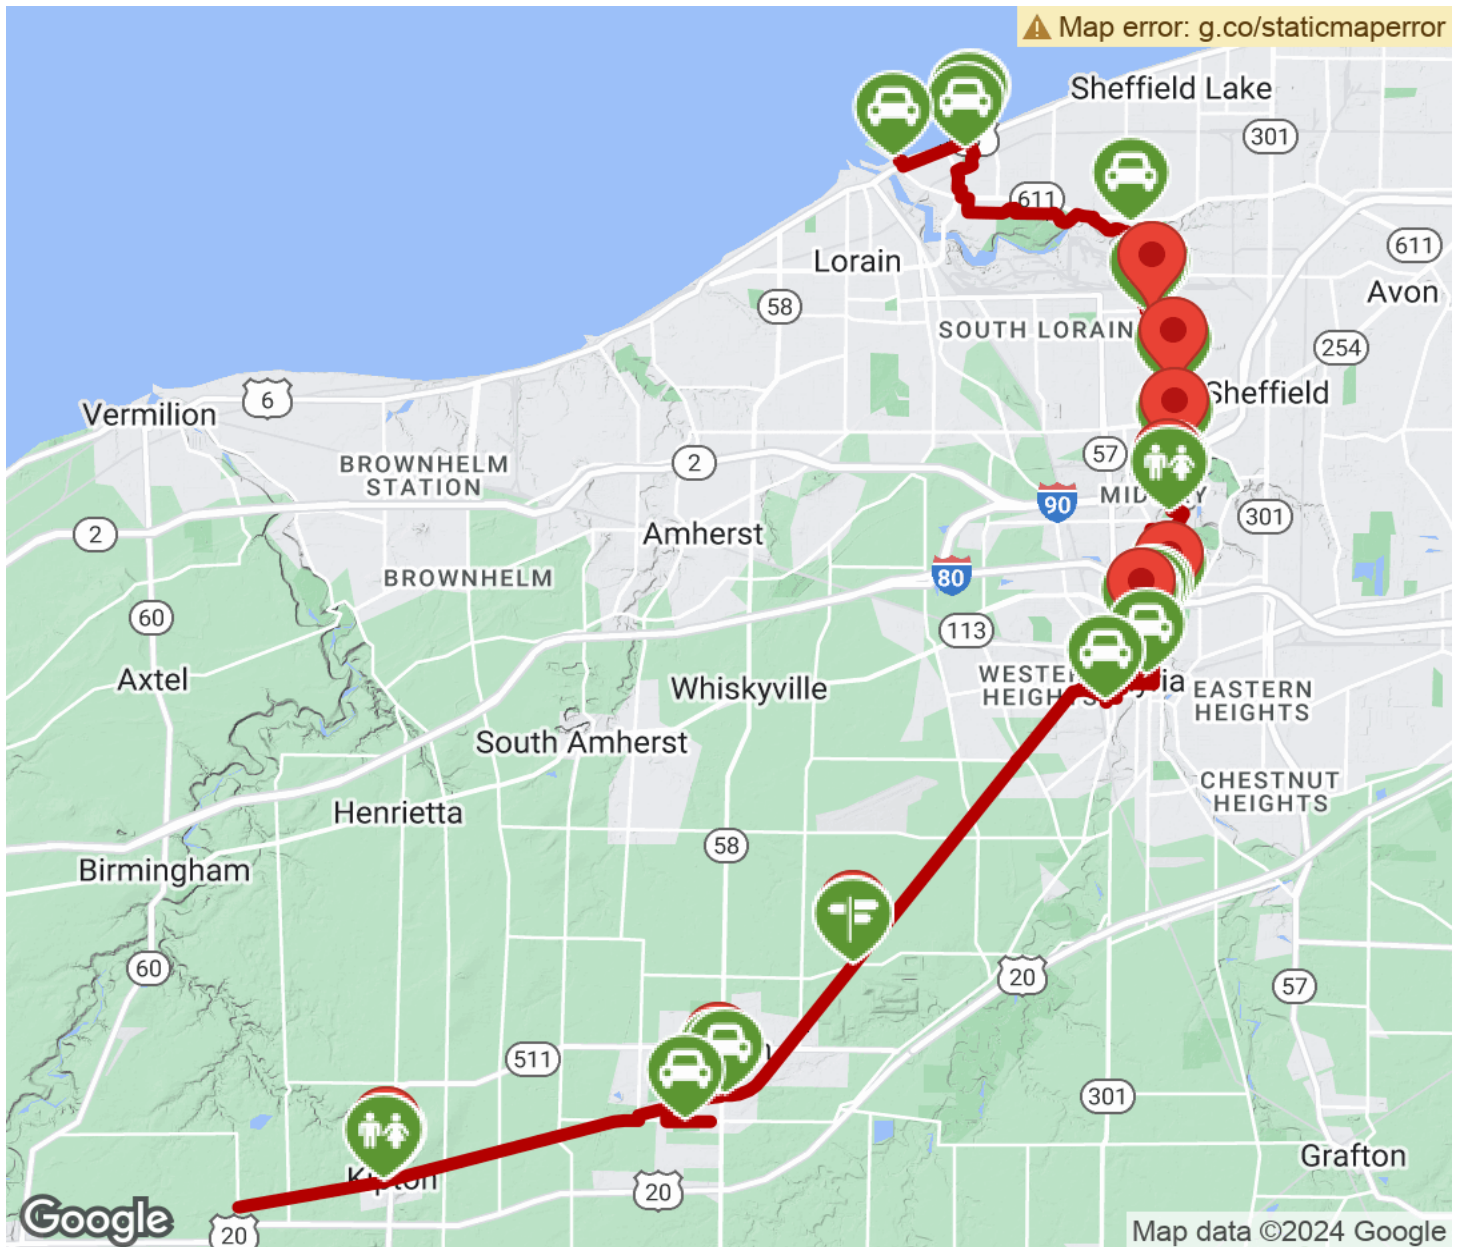 Map error: g.co/staticmaperror
Sheffield Lake
301
611
611
Lorain
Avon
58
SOUTH LORAIN
254
6
Sheffield
Vermilion
57
2
BROWNHELM
STATION
90
301
2
Amherst
80
BROWNHELM
60
113
Axtel
Whiskyville
EASTERN
HEIGHTS
South Amherst
CHESTNUT
HEIGHTS
Henrietta
58
Birmingham
60
20
57
511
301
Grafton
20
20
Google
Map data ©2024 Google